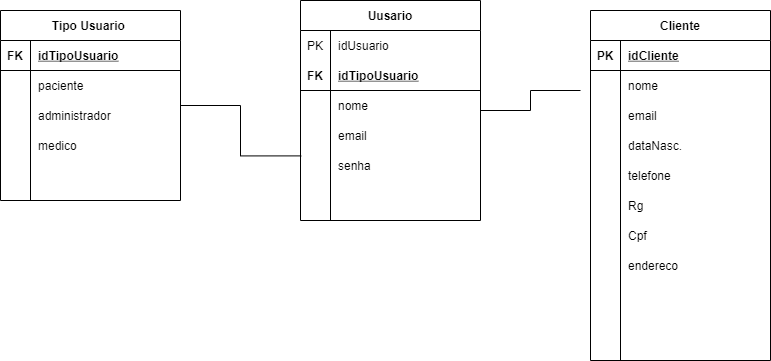 Tipo Usuario
FK idTipoUsuario
paciente
administrador
medico
Uusario
PK idUsuario
FK idTipoUsuario
nome
email
senha
Cliente
PK idCliente
nome
email
dataNasc.
telefone
Rg
Cpf
endereco